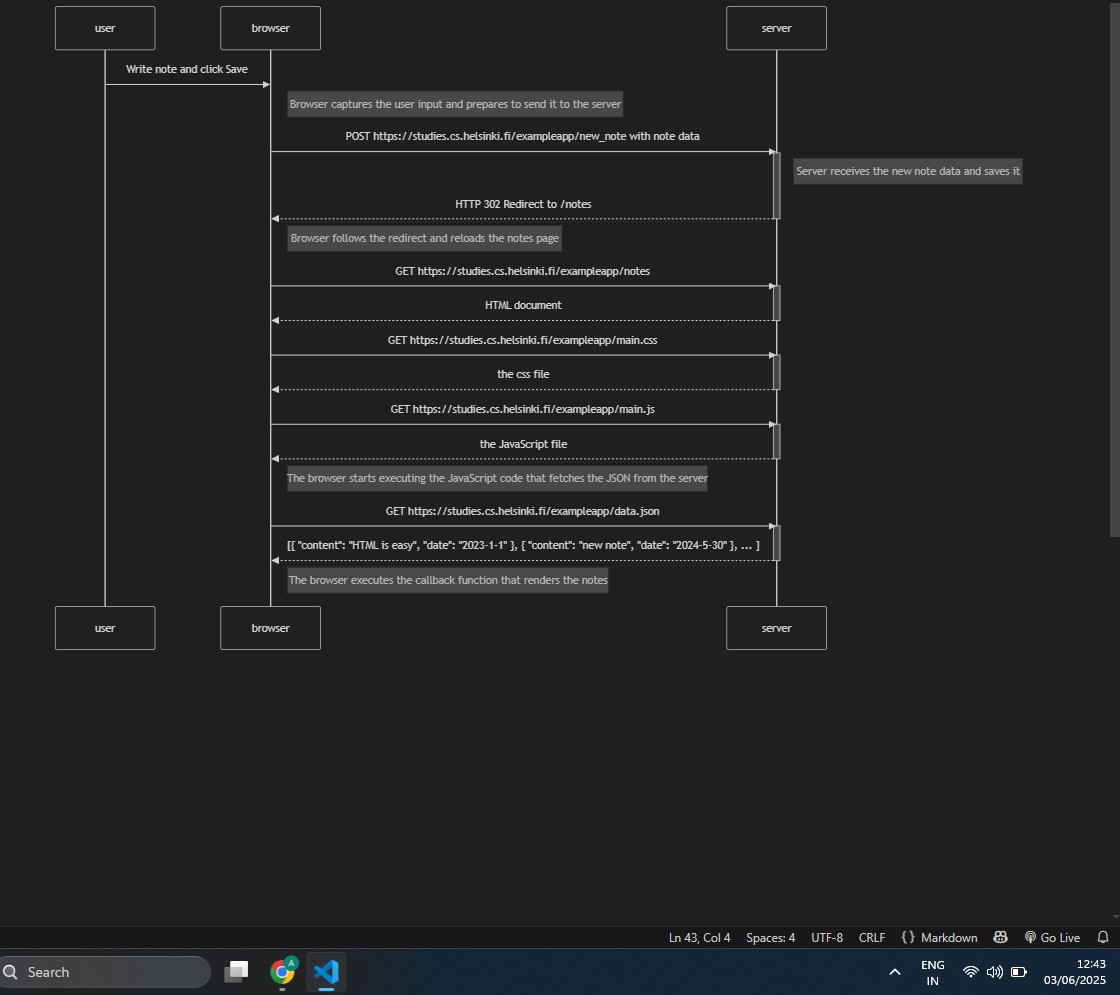 user browser server
Write note and click Save
Browser captures the user input and prepares to send it to the server
POST https://studies.cs.helsinki.fi/exampleapp/new_note with note data
Server receives the new note data and saves it
HTTP 302 Redirect to /notes
Browser follows the redirect and reloads the notes page
GET https://studies.cs.helsinki.fi/exampleapp/notes
HTML document
GET https://studies.cs.helsinki.fi/exampleapp/main.css
the css file
GET https://studies.cs.helsinki.fi/exampleapp/main.js
the JavaScript file
The browser starts executing the JavaScript code that fetches the JSON from the server
GET https://studies.cs.helsinki.fi/exampleapp/data.json
[{ "content": "HTML is easy", "date": "2023-1-1" }, { "content": "new note", "date": "2024-5-30" }, ... ]
The browser executes the callback function that renders the notes
user browser server
Ln 43, Col 4 Spaces: 4 UTF-8 CRLF {} Markdown Go Live
Search A ENG 12:43
IN 03/06/2025